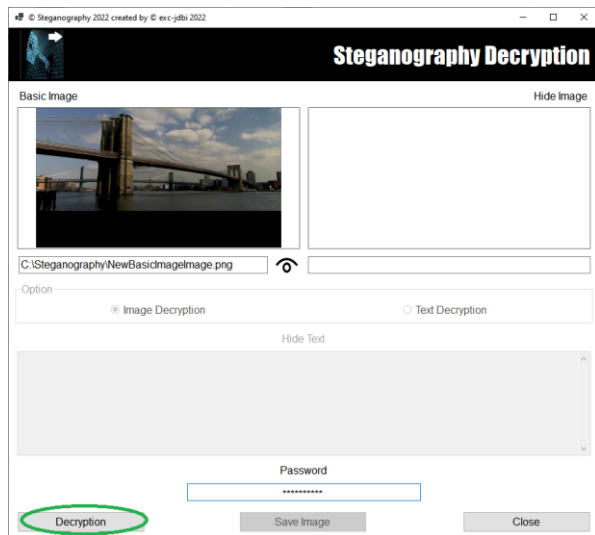 © Steganography 2022 created by © exc-jdbi 2022
Steganography Decryption
Basic Image
Hide Image
C:\Steganography\NewBasicImageImage.png
Option
Image Decryption
Text Decryption
Hide Text
Password
**********
Decryption
Save Image
Close